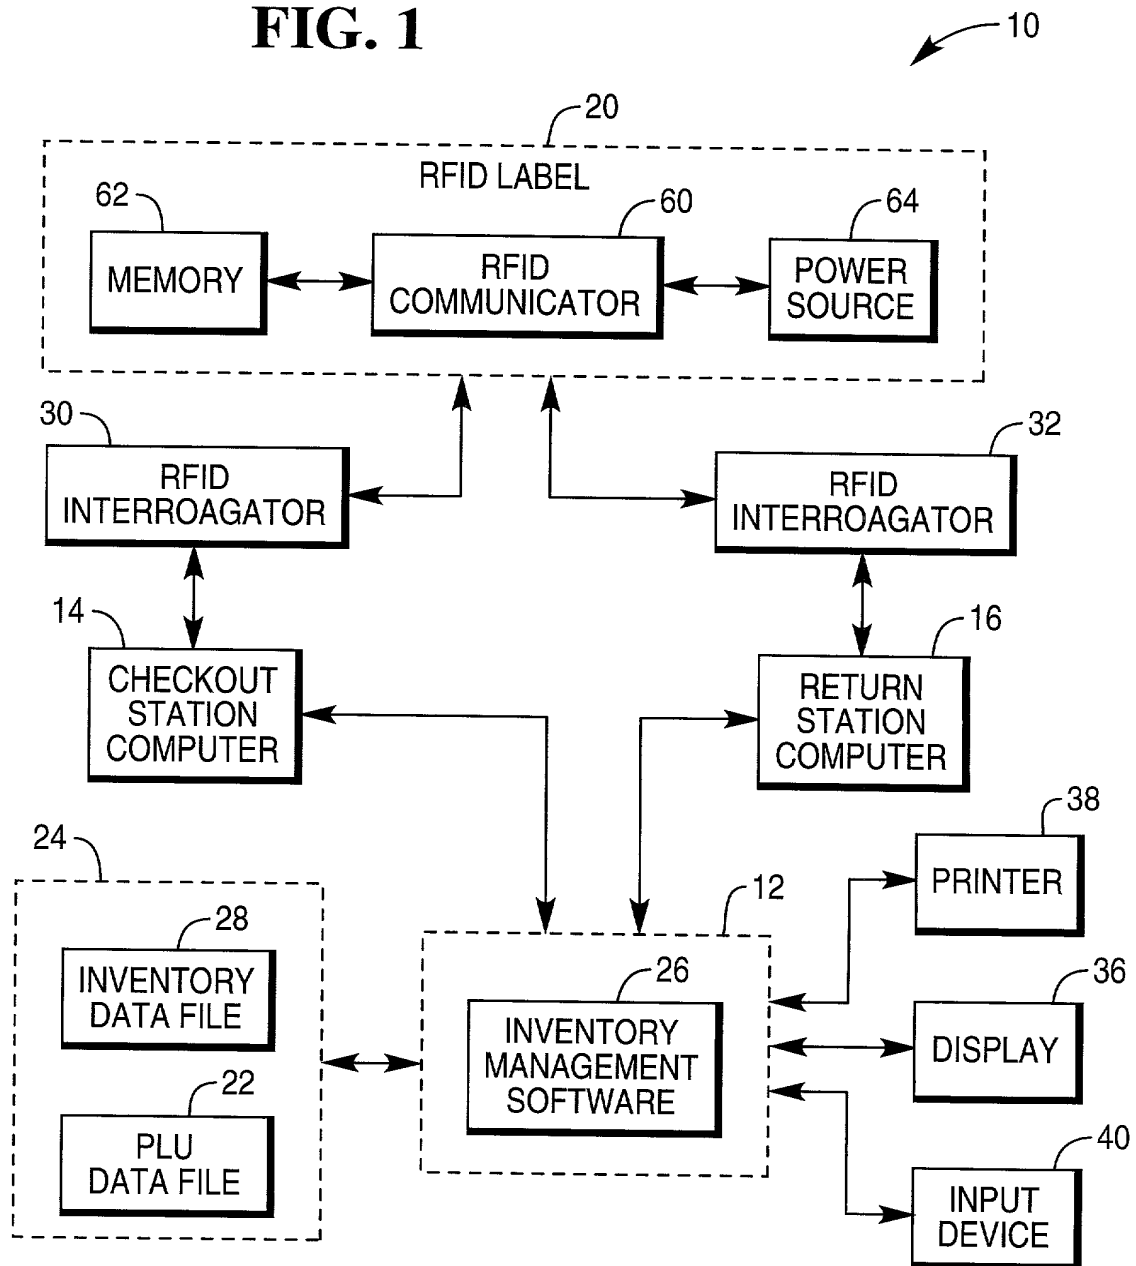 FIG. 1
10
20
RFID LABEL
62
60
64
MEMORY
RFID
COMMUNICATOR
POWER
SOURCE
30
RFID
INTERROAGATOR
32
RFID
INTERROAGATOR
14
CHECKOUT
STATION
COMPUTER
16
RETURN
STATION
COMPUTER
24
28
INVENTORY
DATA FILE
22
PLU
DATA FILE
12
26
INVENTORY
MANAGEMENT
SOFTWARE
38
PRINTER
36
DISPLAY
40
INPUT
DEVICE